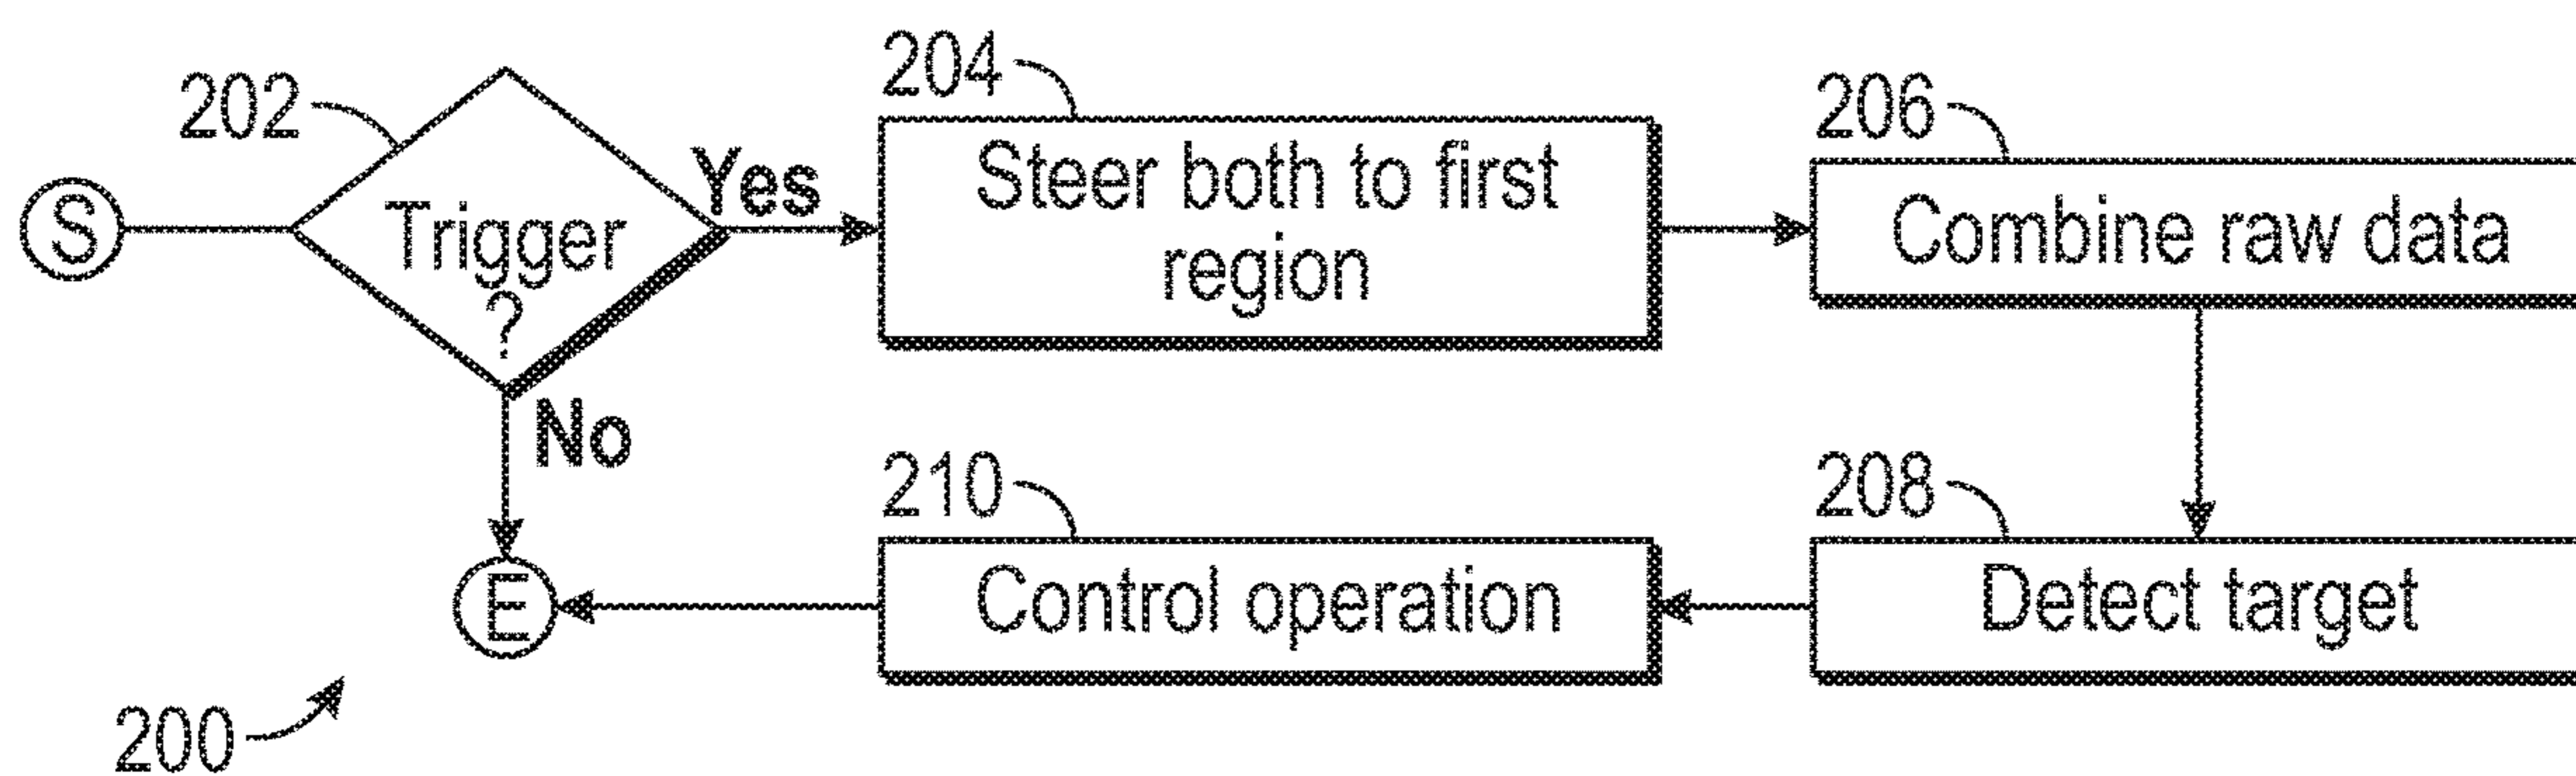 202
S
Trigger
?
Yes
No
204
Steer both to first
region
206
Combine raw data
208
Detect target
210
Control operation
E
200